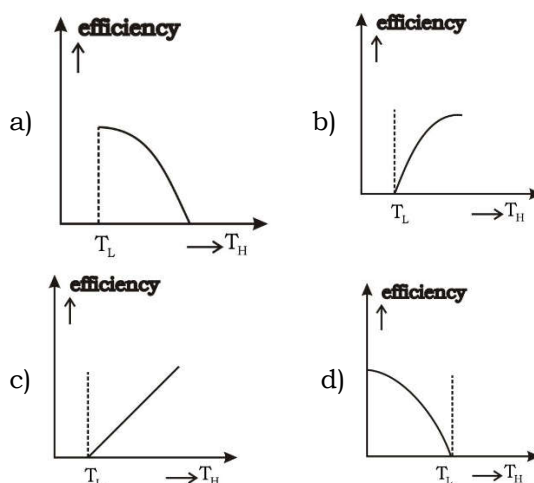 efficiency
a)
T_L → T_H
efficiency
b)
T_L → T_H
efficiency
c)
T_L → T_H
efficiency
d)
T_L → T_H